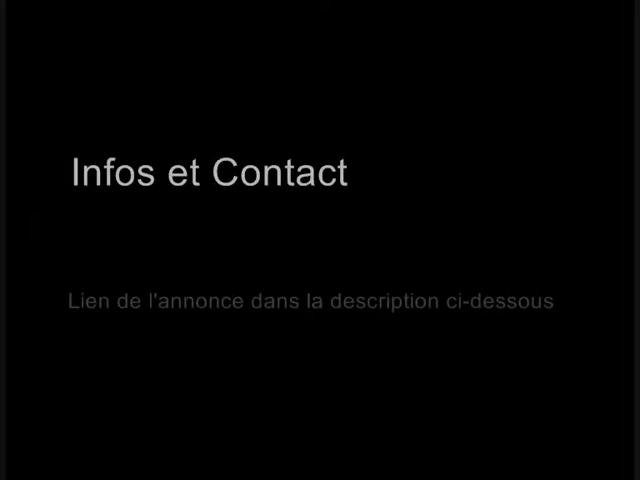 Infos et Contact
Lien de l'annonce dans la description ci-dessous